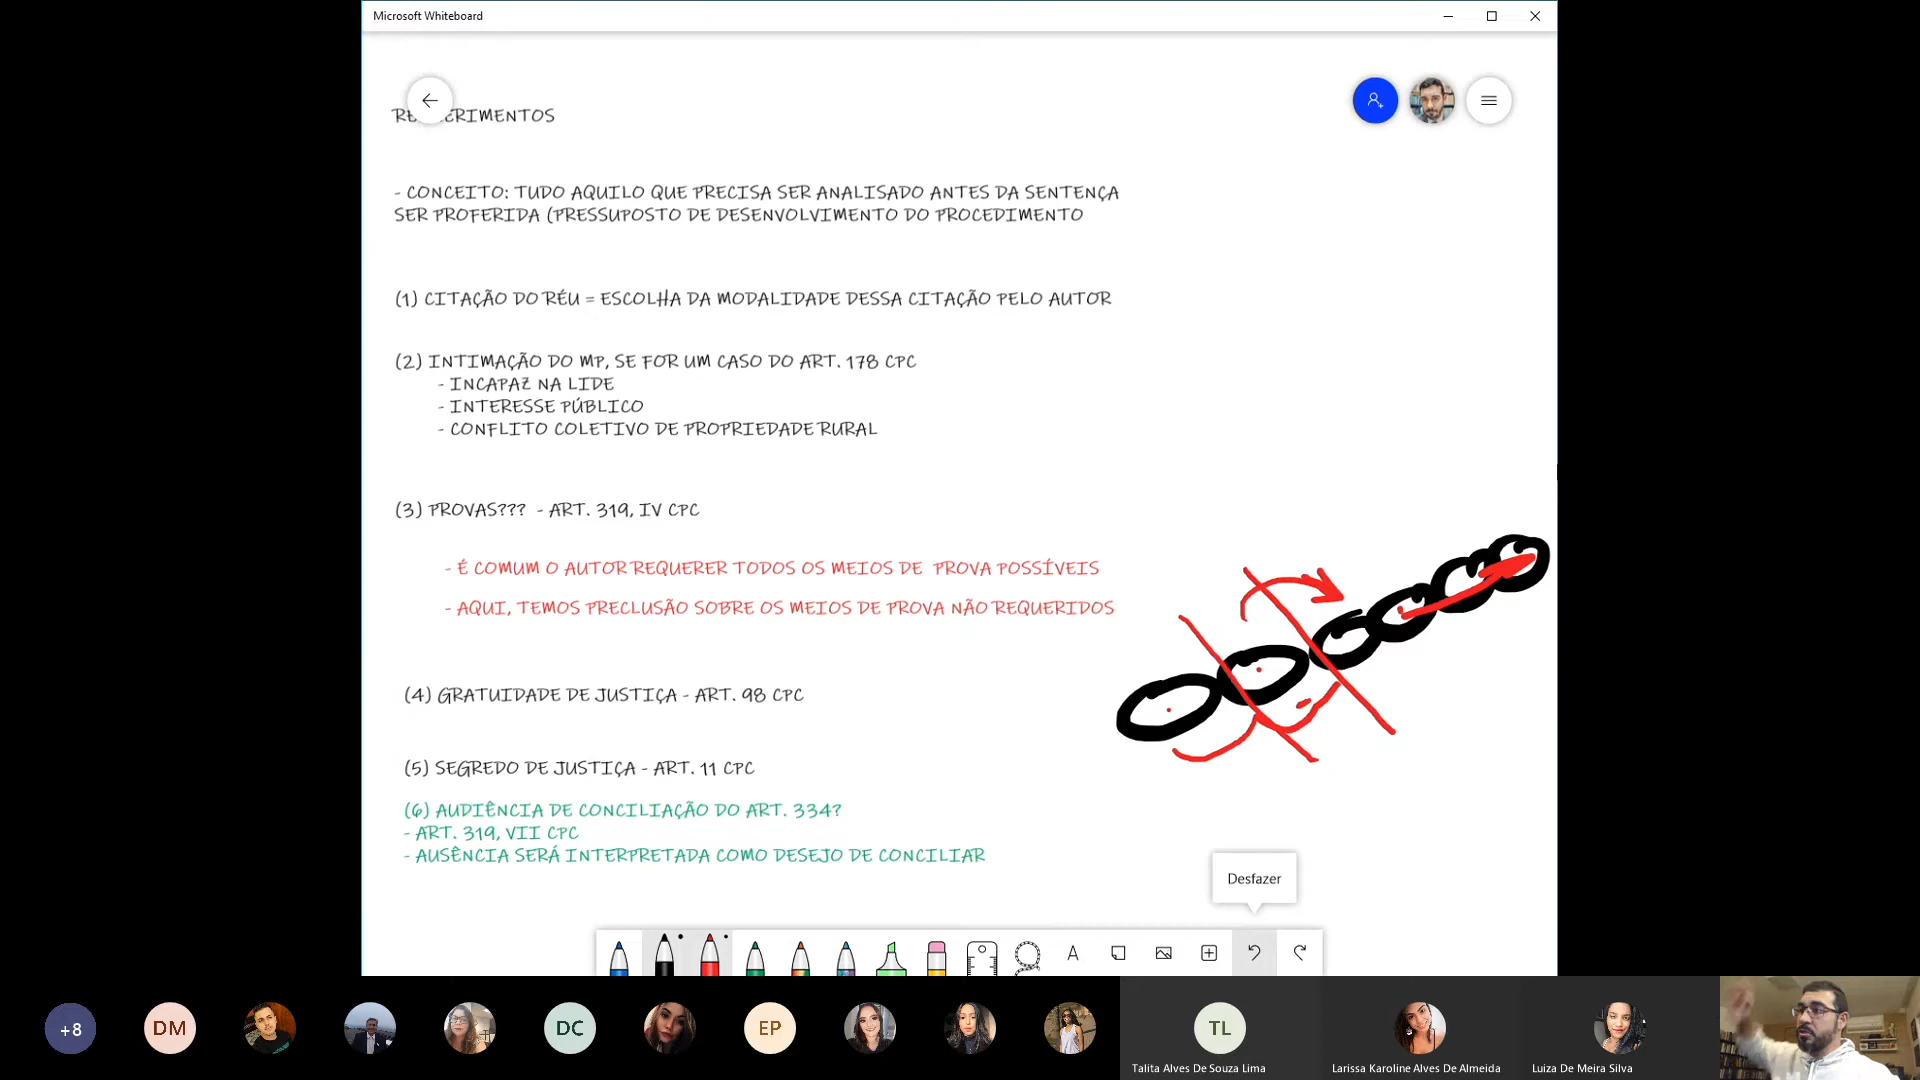 Microsoft Whiteboard
RE ERIMENTOS
- CONCEITO: TUDO AQUILO QUE PRECISA SER ANALISADO ANTES DA SENTENÇA
SER PROFERIDA (PRESSUPOSTO DE DESENVOLVIMENTO DO PROCEDIMENTO
(1) CITAÇÃO DO RÉU = ESCOLHA DA MODALIDADE DESSA CITAÇÃO PELO AUTOR
(2) INTIMAÇÃO DO MP, SE FOR UM CASO DO ART. 178 CPC
- INCAPAZ NA LIDE
- INTERESSE PÚBLICO
- CONFLITO COLETIVO DE PROPRIEDADE RURAL
(3) PROVAS??? - ART. 319, IV CPC
- É COMUM O AUTOR REQUERER TODOS OS MEIOS DE PROVA POSSÍVEIS
- AQUI, TEMOS PRECLUSÃO SOBRE OS MEIOS DE PROVA NÃO REQUERIDOS
(4) GRATUIDADE DE JUSTIÇA - ART. 98 CPC
(5) SEGREDO DE JUSTIÇA - ART. 11 CPC
(6) AUDIÊNCIA DE CONCILIAÇÃO DO ART. 334?
- ART. 319, VII CPC
- AUSÊNCIA SERÁ INTERPRETADA COMO DESEJO DE CONCILIAR
Desfazer
A
+8
DM
DC
EP
TL
Talita Alves De Souza Lima
Larissa Karoline Alves De Almeida
Luiza De Meira Silva